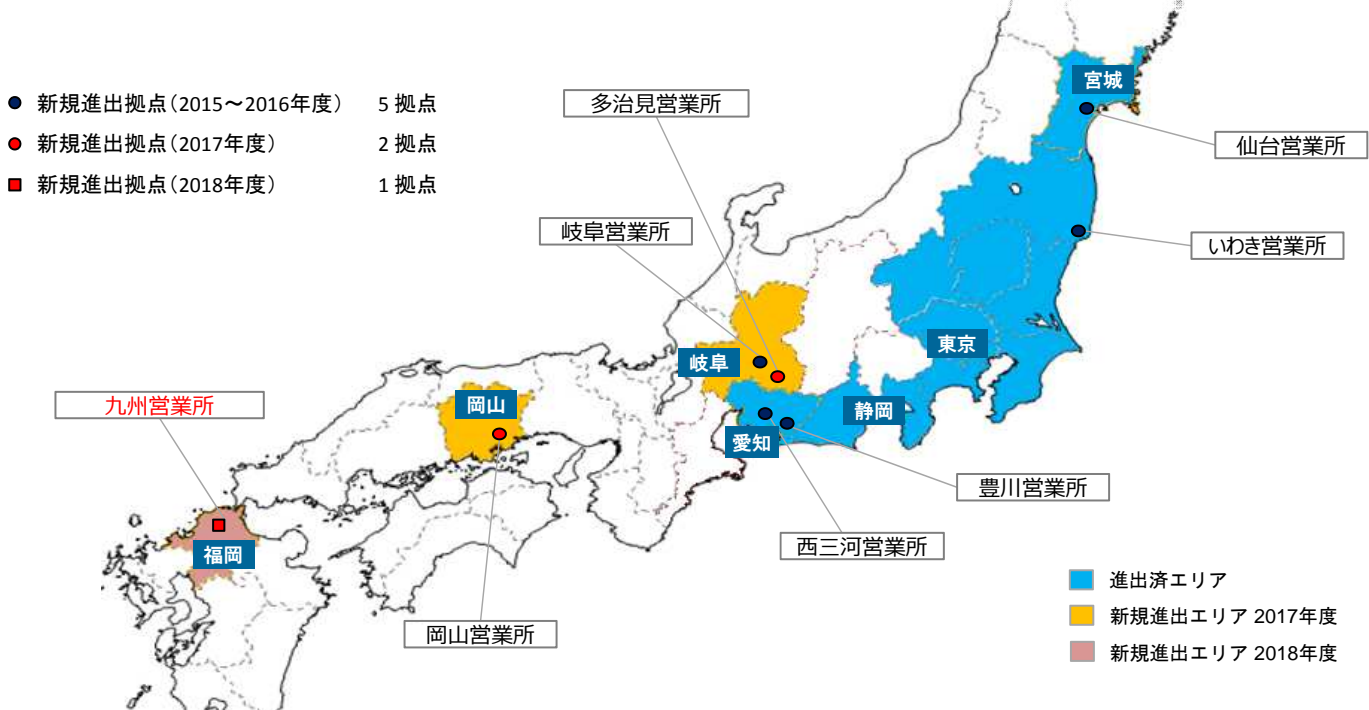 新規進出拠点(2015～2016年度) 5 拠点
新規進出拠点(2017年度) 2 拠点
新規進出拠点(2018年度) 1 拠点
多治見営業所
宮城
仙台営業所
岐阜営業所
いわき営業所
東京
岐阜
九州営業所
岡山
静岡
愛知
豊川営業所
西三河営業所
福岡
岡山営業所
進出済エリア
新規進出エリア 2017年度
新規進出エリア 2018年度